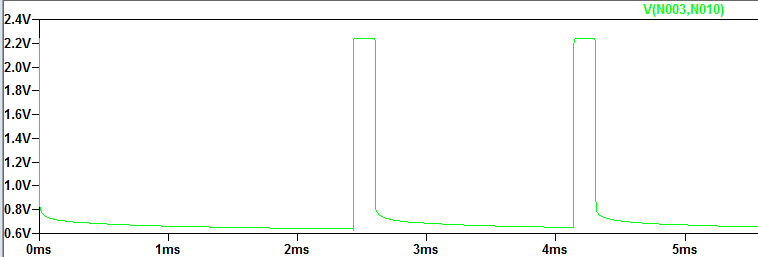 V(N003,N010)
2.4V
2.2V
2.0V
1.8V
1.6V
1.4V
1.2V
1.0V
0.8V
0.6V
0ms 1ms 2ms 3ms 4ms 5ms